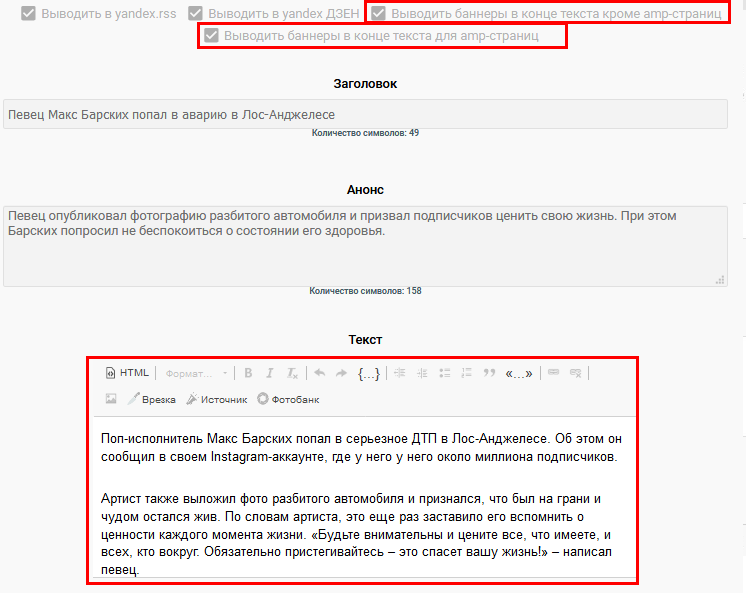 Выводить в yandex.rss Выводить в yandex ДЗЕН Выводить баннеры в конце текста кроме amp-страниц
Выводить баннеры в конце текста для amp-страниц
Заголовок
Певец Макс Барских попал в аварию в Лос-Анджелесе
Количество символов: 49
Анонс
Певец опубликовал фотографию разбитого автомобиля и призвал подписчиков ценить свою жизнь. При этом
Барских попросил не беспокоиться о состоянии его здоровья.
Количество символов: 158
Текст
HTML Формат... B I Tx {...} «...»
Врезка Источник Фотобанк
Поп-исполнитель Макс Барских попал в серьезное ДТП в Лос-Анджелесе. Об этом он
сообщил в своем Instagram-аккаунте, где у него у него около миллиона подписчиков.
Артист также выложил фото разбитого автомобиля и признался, что был на грани и
чудом остался жив. По словам артиста, это еще раз заставило его вспомнить о
ценности каждого момента жизни. «Будьте внимательны и цените все, что имеете, и
всех, кто вокруг. Обязательно пристегивайтесь – это спасет вашу жизнь!» – написал
певец.